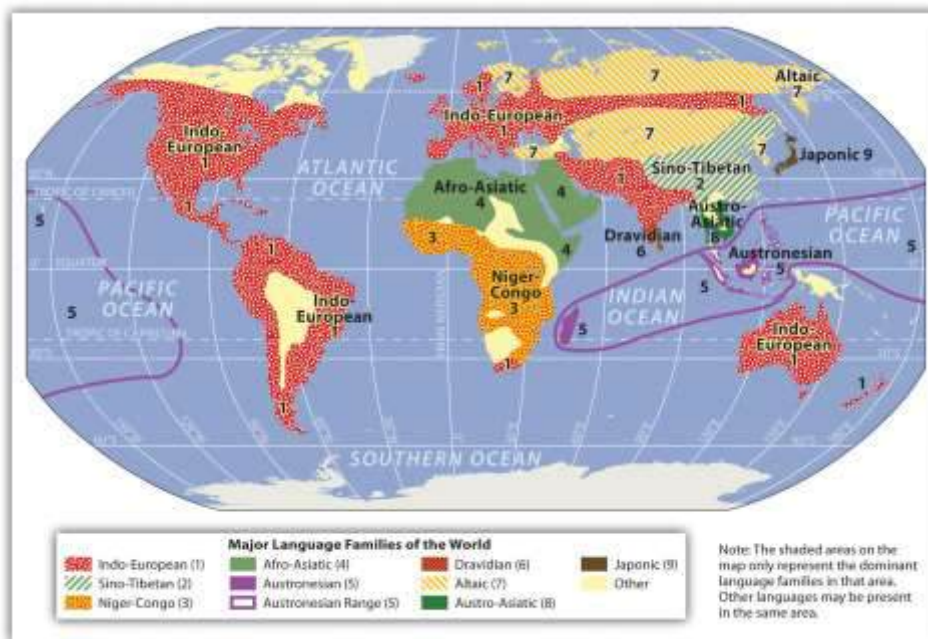 7
7
Altaic
7
1
1
Indo-
European
1
Indo-European
1
7
7
7
Japonic 9
ATLANTIC
OCEAN
Sino-Tibetan
2
1
1
TROPIC OF CANCER
Afro-Asiatic
4
4
Austro-
Asiatic
8
PACIFIC
OCEAN
5
5
3
4
Dravidian
6
Austronesian
5
1
EQUATOR
Niger-
Congo
3
5
PACIFIC
OCEAN
5
Indo-
European
1
INDIAN
OCEAN
5
Indo-
European
1
1
1
1
SOUTHERN OCEAN
Major Language Families of the World
Indo-European (1)
Sino-Tibetan (2)
Niger-Congo (3)
Afro-Asiatic (4)
Austronesian (5)
Austronesian Range (5)
Dravidian (6)
Altaic (7)
Austro-Asiatic (8)
Japonic (9)
Other
Note: The shaded areas on the
map only represent the dominant
language families in that area.
Other languages may be present
in the same area.